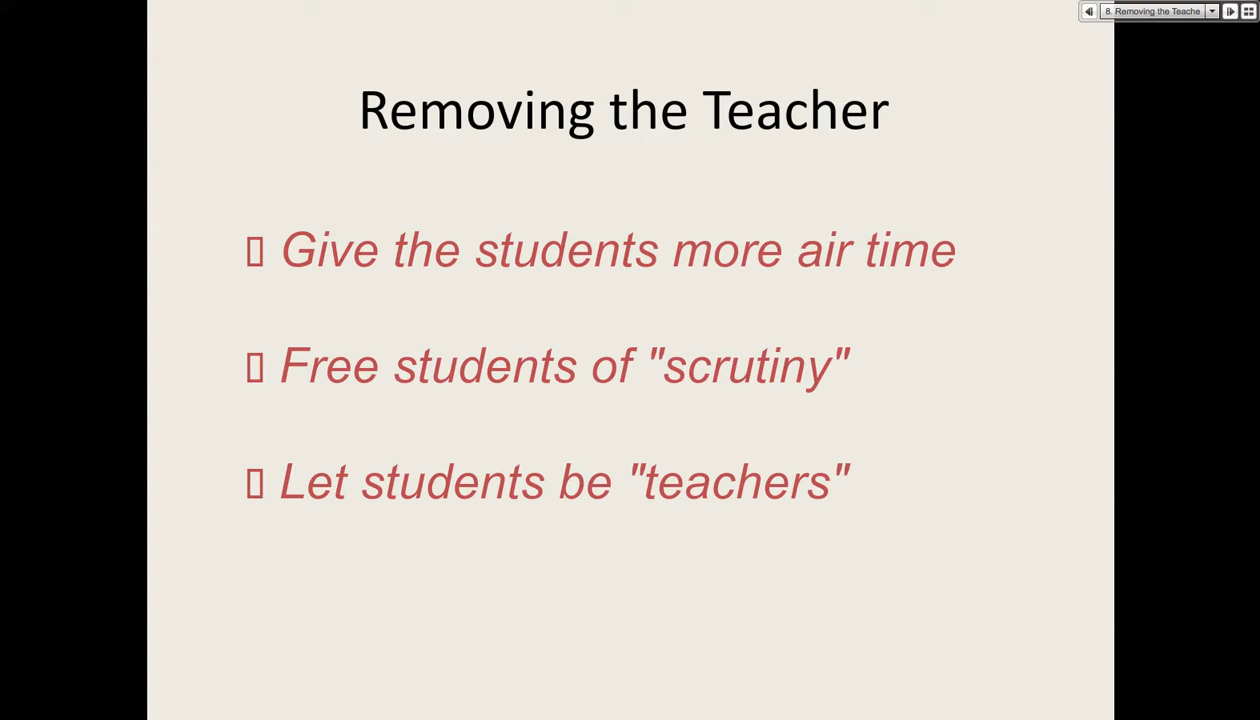 8. Removing the Teache
Removing the Teacher
Give the students more air time
Free students of "scrutiny"
Let students be "teachers"